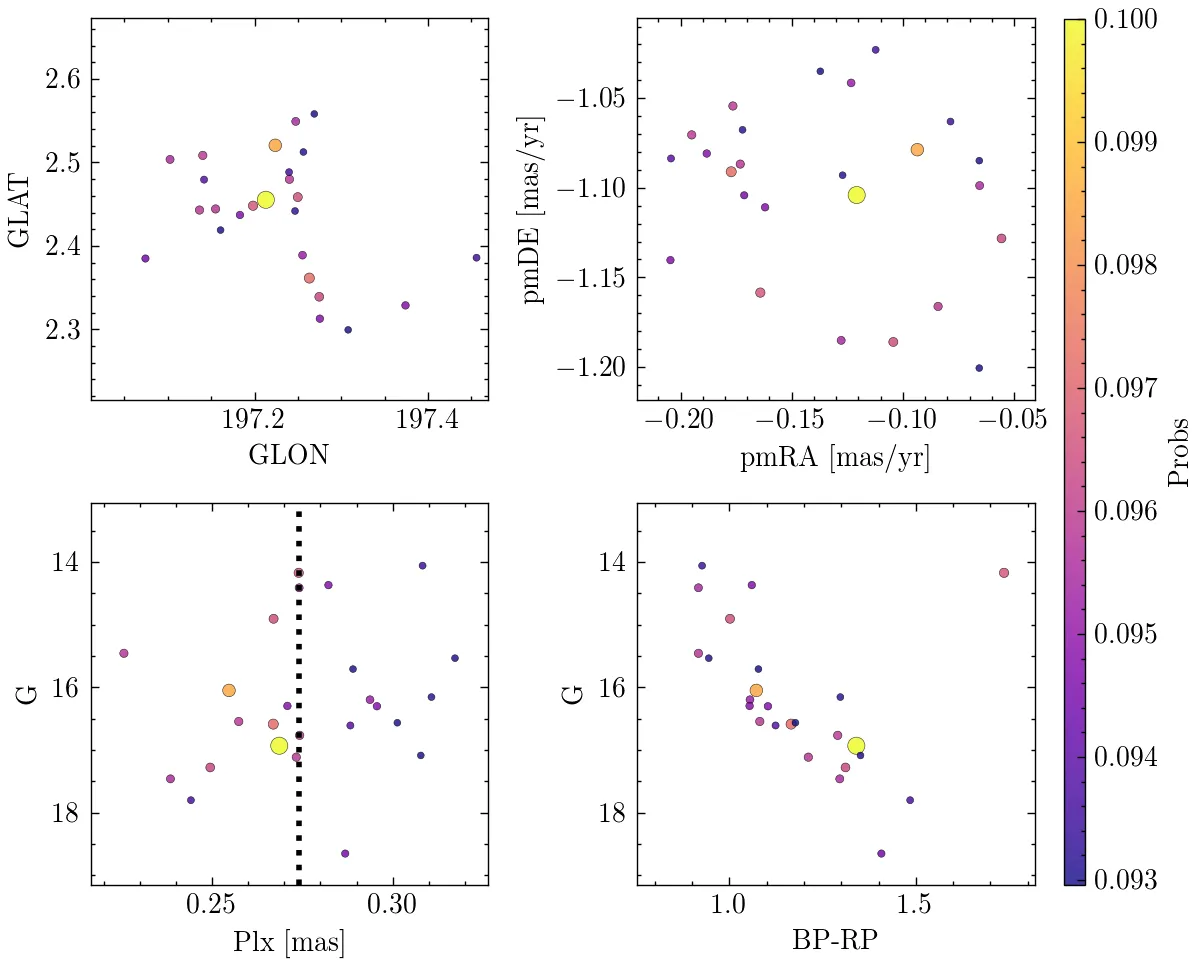 2.6
2.5
2.4
2.3
GLAT
197.2 197.4
GLON
−1.05
−1.10
−1.15
−1.20
pmDE [mas/yr]
−0.20 −0.15 −0.10 −0.05
pmRA [mas/yr]
14
16
18
G
0.25 0.30
Plx [mas]
14
16
18
G
1.0 1.5
BP-RP
0.100
0.099
0.098
0.097
0.096
0.095
0.094
0.093
Probs